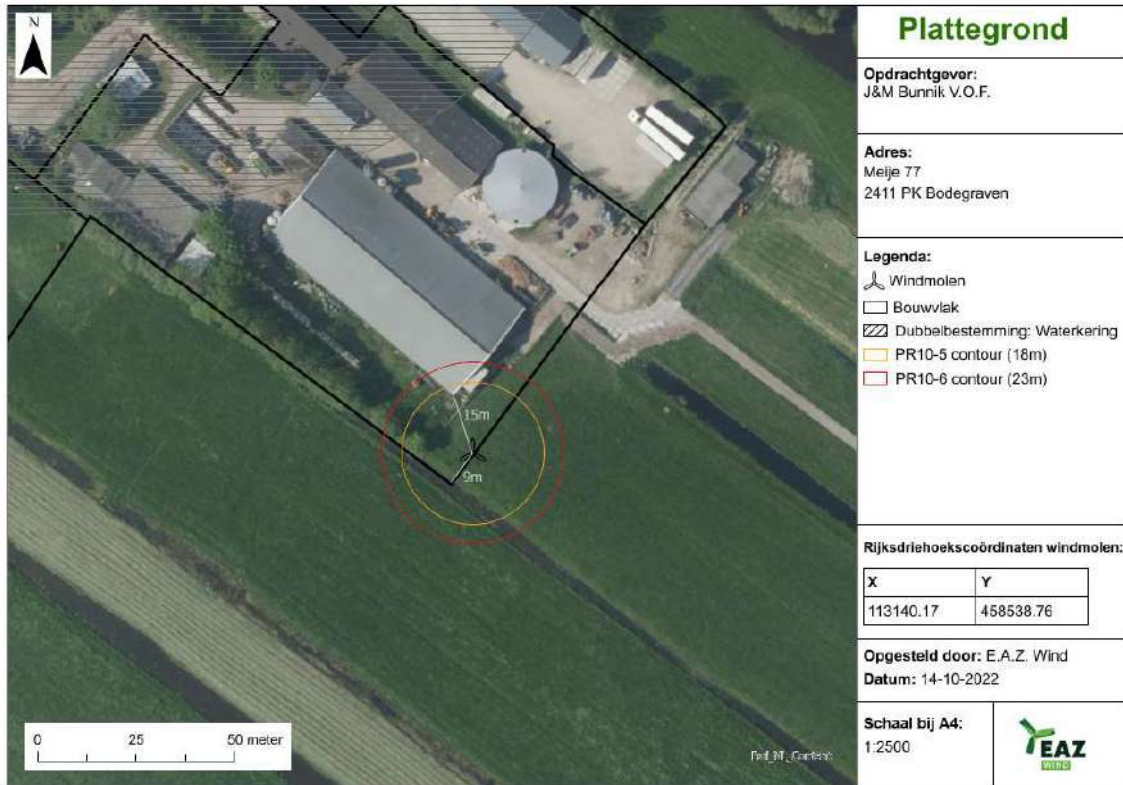 N
15m
9m
0 25 50 meter
Plattegrond
Opdrachtgever:
J&M Bunnik V.O.F.
Adres:
Meije 77
2411 PK Bodegraven
Legenda:
Windmolen
Bouwvlak
Dubbelbestemming: Waterkering
PR10-5 contour (18m)
PR10-6 contour (23m)
Rijksdriehoekscoördinaten windmolen:
X Y
113140.17 458538.76
Opgesteld door: E.A.Z. Wind
Datum: 14-10-2022
Schaal bij A4:
1:2500
EAZ
WIND